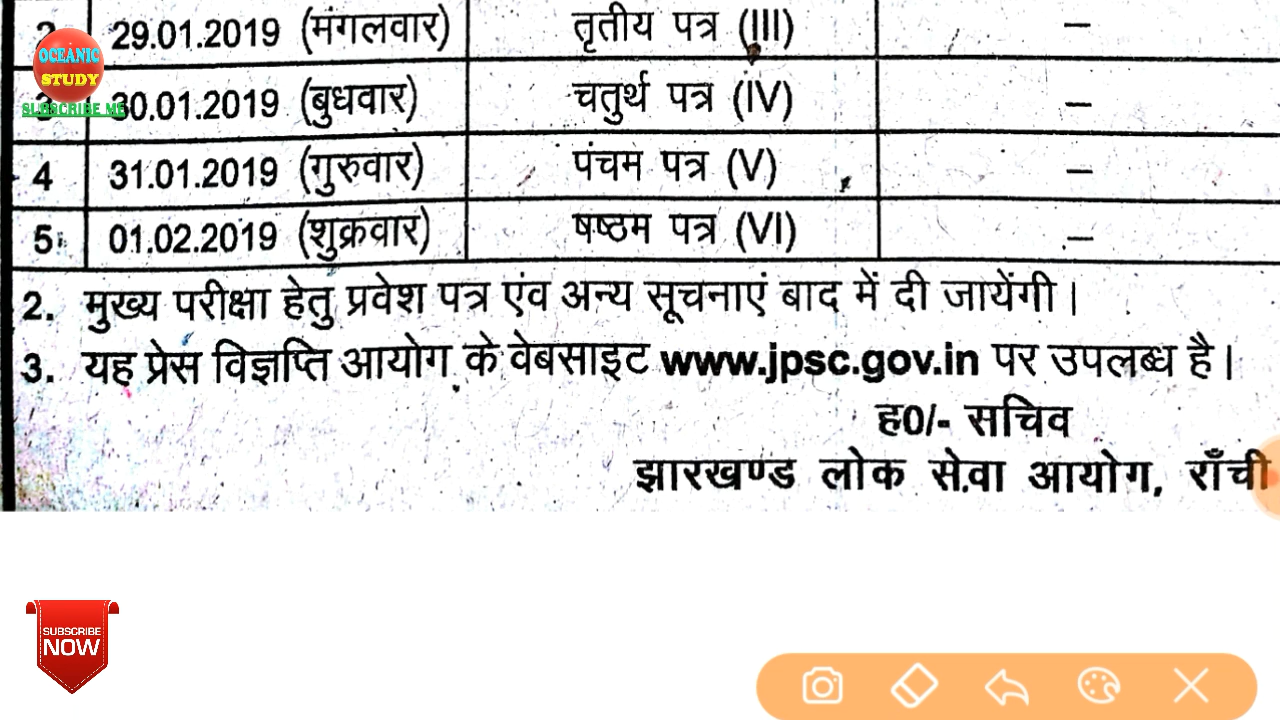 2 29.01.2019 (मंगलवार) तृतीय पत्र (III) –
OCEANIC
STUDY
SUBSCRIBE ME
3 30.01.2019 (बुधवार) चतुर्थ पत्र (IV) –
4 31.01.2019 (गुरुवार) पंचम पत्र (V) –
5 01.02.2019 (शुक्रवार) षष्ठम पत्र (VI) –
2. मुख्य परीक्षा हेतु प्रवेश पत्र एंव अन्य सूचनाएं बाद में दी जायेंगी।
3. यह प्रेस विज्ञप्ति आयोग के वेबसाइट www.jpsc.gov.in पर उपलब्ध है।
ह0/- सचिव
झारखण्ड लोक सेवा आयोग, राँची
SUBSCRIBE
NOW